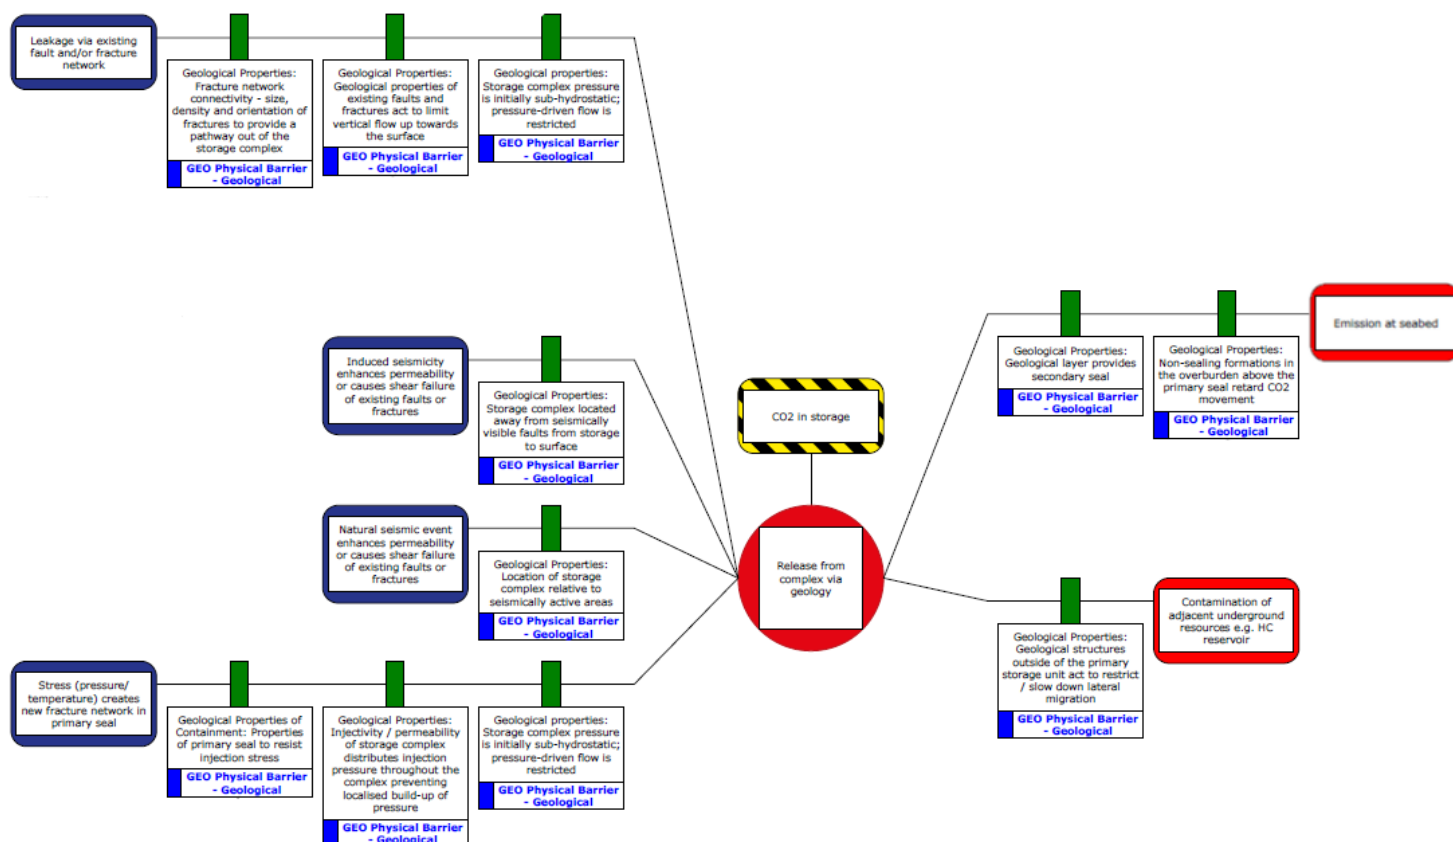 Leakage via existing
fault and/or fracture
network
Geological Properties:
Fracture network
connectivity - size,
density and orientation of
fractures to provide a
pathway out of the
storage complex
GEO Physical Barrier
- Geological
Geological Properties:
Geological properties of
existing faults and
fractures act to limit
vertical flow up towards
the surface
GEO Physical Barrier
- Geological
Geological properties:
Storage complex pressure
is initially sub-hydrostatic;
pressure-driven flow is
restricted
GEO Physical Barrier
- Geological
Induced seismicity
enhances permeability
or causes shear failure
of existing faults or
fractures
Geological Properties:
Storage complex located
away from seismically
visible faults from storage
to surface
GEO Physical Barrier
- Geological
Natural seismic event
enhances permeability
or causes shear failure
of existing faults or
fractures
Geological Properties:
Location of storage
complex relative to
seismically active areas
GEO Physical Barrier
- Geological
Stress (pressure/
temperature) creates
new fracture network in
primary seal
Geological Properties of
Containment: Properties
of primary seal to resist
injection stress
GEO Physical Barrier
- Geological
Geological Properties:
Injectivity / permeability
of storage complex
distributes injection
pressure throughout the
complex preventing
localised build-up of
pressure
GEO Physical Barrier
- Geological
Geological properties:
Storage complex pressure
is initially sub-hydrostatic;
pressure-driven flow is
restricted
GEO Physical Barrier
- Geological
CO2 in storage
Release from
complex via
geology
Geological Properties:
Geological layer provides
secondary seal
GEO Physical Barrier
- Geological
Geological Properties:
Non-sealing formations in
the overburden above the
primary seal retard CO2
movement
GEO Physical Barrier
- Geological
Emission at seabed
Geological Properties:
Geological structures
outside of the primary
storage unit act to restrict
/ slow down lateral
migration
GEO Physical Barrier
- Geological
Contamination of
adjacent underground
resources e.g. HC
reservoir